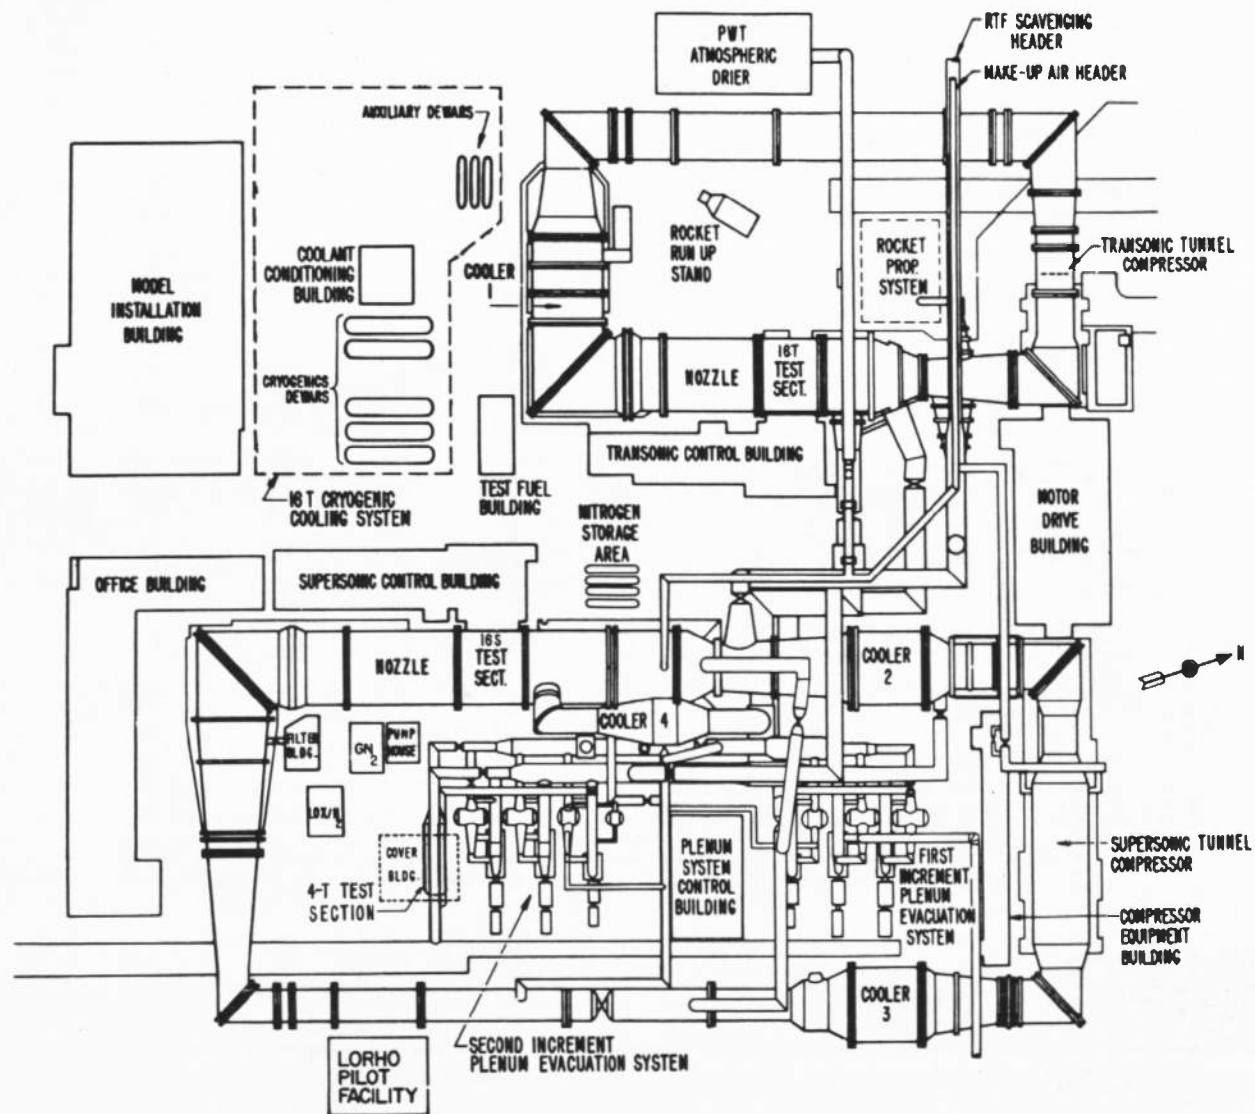 PWT
ATMOSPHERIC
DRIER
RTF SCAVENGING
HEADER
MAKE-UP AIR HEADER
AUXILIARY DEWARS
MODEL
INSTALLATION
BUILDING
COOLANT
CONDITIONING
BUILDING
COOLER
ROCKET
RUN UP
STAND
ROCKET
PROP.
SYSTEM
TRANSONIC TUNNEL
COMPRESSOR
CRYOGENICS
DEWARS
NOZZLE
16T
TEST
SECT.
TRANSONIC CONTROL BUILDING
16 T CRYOGENIC
COOLING SYSTEM
TEST FUEL
BUILDING
NITROGEN
STORAGE
AREA
MOTOR
DRIVE
BUILDING
OFFICE BUILDING
SUPERSONIC CONTROL BUILDING
NOZZLE
16S
TEST
SECT.
COOLER
2
N
COOLER 4
FILTER
BLDG.
GN2
PUMP
HOUSE
LOX/N2
COVER
BLDG.
4-T TEST
SECTION
PLENUM
SYSTEM
CONTROL
BUILDING
FIRST
INCREMENT
PLENUM
EVACUATION
SYSTEM
SUPERSONIC TUNNEL
COMPRESSOR
COMPRESSOR
EQUIPMENT
BUILDING
COOLER
3
SECOND INCREMENT
PLENUM EVACUATION SYSTEM
LORHO
PILOT
FACILITY